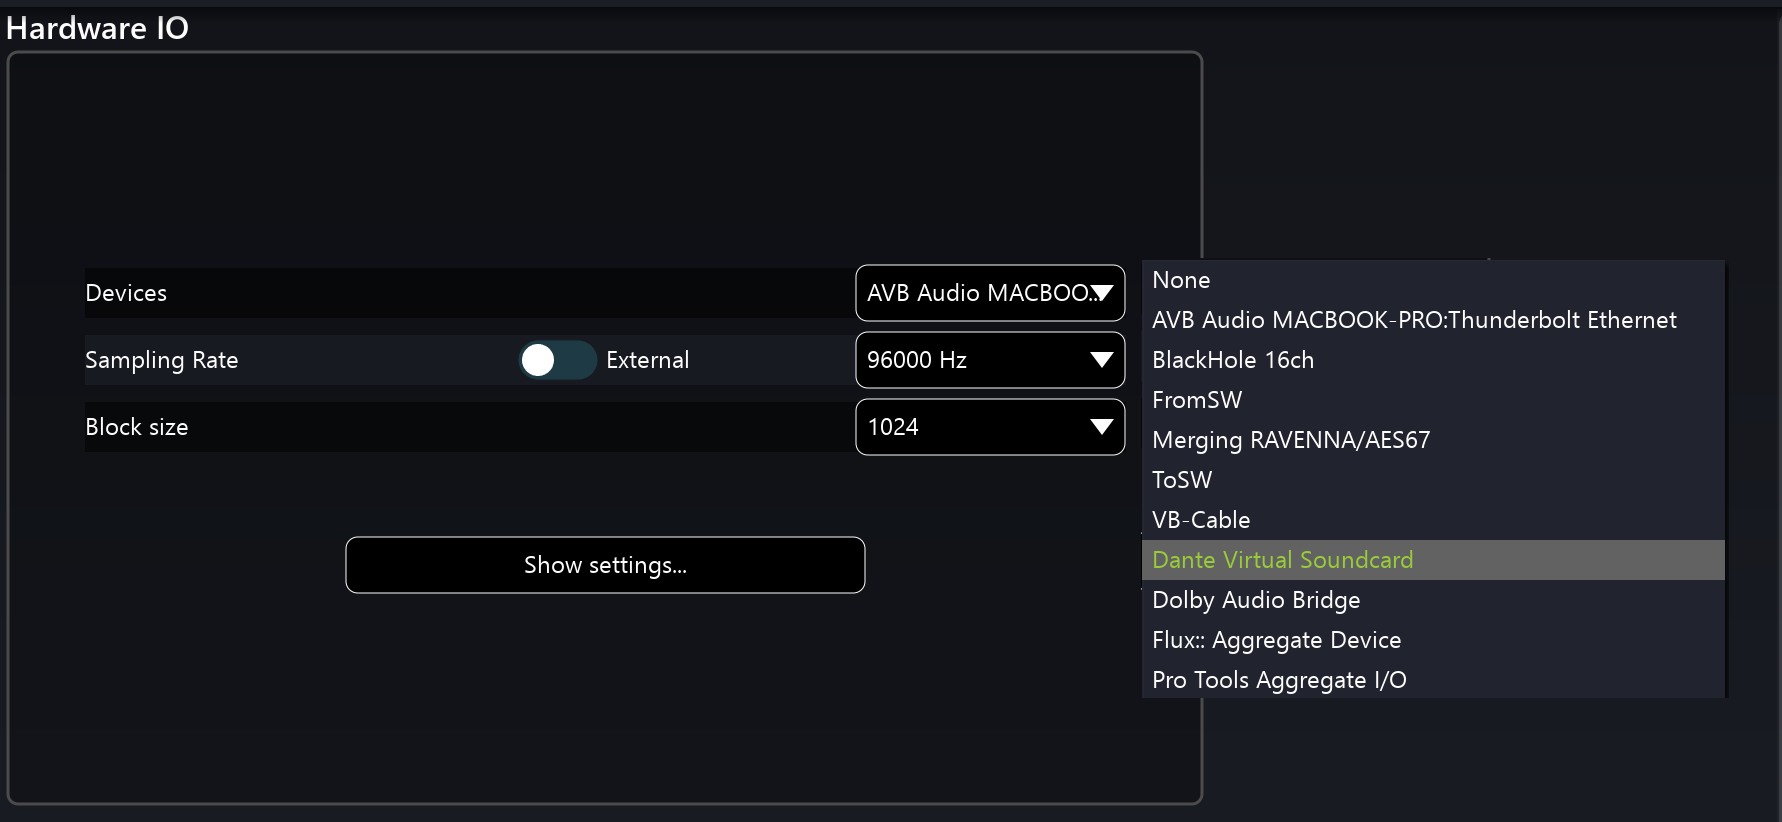 Hardware IO
Devices
AVB Audio MACBOO...
Sampling Rate
External
96000 Hz
Block size
1024
Show settings...
None
AVB Audio MACBOOK-PRO:Thunderbolt Ethernet
BlackHole 16ch
FromSW
Merging RAVENNA/AES67
ToSW
VB-Cable
Dante Virtual Soundcard
Dolby Audio Bridge
Flux:: Aggregate Device
Pro Tools Aggregate I/O